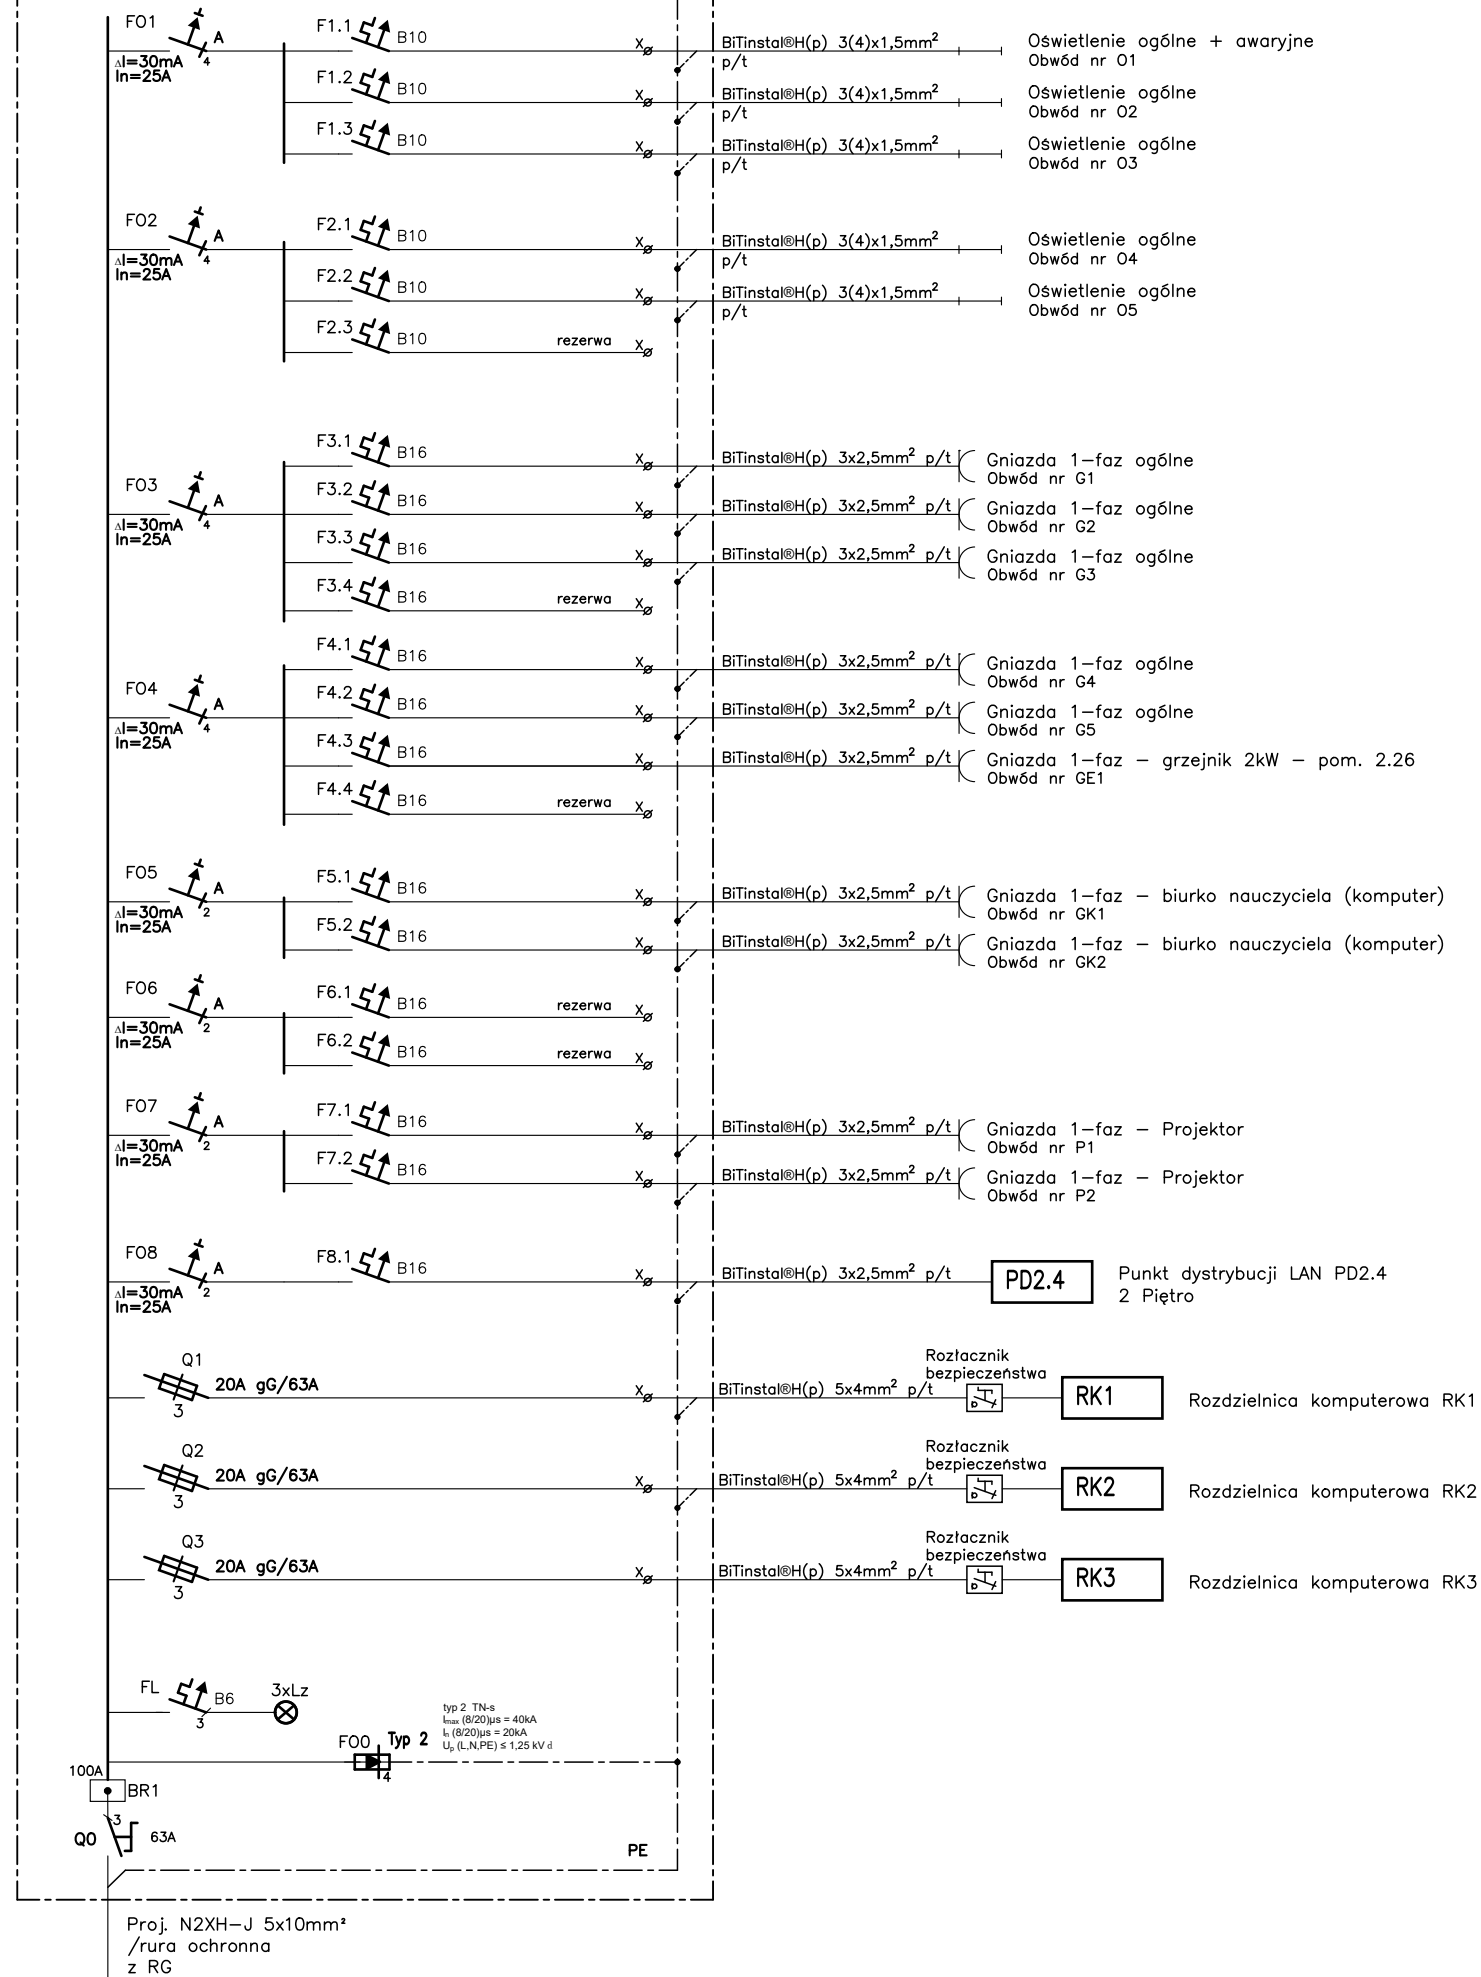 FO1
A
4
ΔI=30mA
In=25A
F1.1
B10
X
BiTinstal®H(p) 3(4)x1,5mm²
p/t
Oświetlenie ogólne + awaryjne
Obwód nr O1
F1.2
B10
X
BiTinstal®H(p) 3(4)x1,5mm²
p/t
Oświetlenie ogólne
Obwód nr O2
F1.3
B10
X
BiTinstal®H(p) 3(4)x1,5mm²
p/t
Oświetlenie ogólne
Obwód nr O3
FO2
A
4
ΔI=30mA
In=25A
F2.1
B10
X
BiTinstal®H(p) 3(4)x1,5mm²
p/t
Oświetlenie ogólne
Obwód nr O4
F2.2
B10
X
BiTinstal®H(p) 3(4)x1,5mm²
p/t
Oświetlenie ogólne
Obwód nr O5
F2.3
B10
rezerwa
X
FO3
A
4
ΔI=30mA
In=25A
F3.1
B16
X
BiTinstal®H(p) 3x2,5mm² p/t
Gniazda 1-faz ogólne
Obwód nr G1
F3.2
B16
X
BiTinstal®H(p) 3x2,5mm² p/t
Gniazda 1-faz ogólne
Obwód nr G2
F3.3
B16
X
BiTinstal®H(p) 3x2,5mm² p/t
Gniazda 1-faz ogólne
Obwód nr G3
F3.4
B16
rezerwa
X
FO4
A
4
ΔI=30mA
In=25A
F4.1
B16
X
BiTinstal®H(p) 3x2,5mm² p/t
Gniazda 1-faz ogólne
Obwód nr G4
F4.2
B16
X
BiTinstal®H(p) 3x2,5mm² p/t
Gniazda 1-faz ogólne
Obwód nr G5
F4.3
B16
X
BiTinstal®H(p) 3x2,5mm² p/t
Gniazda 1-faz - grzejnik 2kW - pom. 2.26
Obwód nr GE1
F4.4
B16
rezerwa
X
FO5
A
2
ΔI=30mA
In=25A
F5.1
B16
X
BiTinstal®H(p) 3x2,5mm² p/t
Gniazda 1-faz - biurko nauczyciela (komputer)
Obwód nr GK1
F5.2
B16
X
BiTinstal®H(p) 3x2,5mm² p/t
Gniazda 1-faz - biurko nauczyciela (komputer)
Obwód nr GK2
FO6
A
2
ΔI=30mA
In=25A
F6.1
B16
rezerwa
X
F6.2
B16
rezerwa
X
FO7
A
2
ΔI=30mA
In=25A
F7.1
B16
X
BiTinstal®H(p) 3x2,5mm² p/t
Gniazda 1-faz - Projektor
Obwód nr P1
F7.2
B16
X
BiTinstal®H(p) 3x2,5mm² p/t
Gniazda 1-faz - Projektor
Obwód nr P2
FO8
A
2
ΔI=30mA
In=25A
F8.1
B16
X
BiTinstal®H(p) 3x2,5mm² p/t
PD2.4
Punkt dystrybucji LAN PD2.4
2 Piętro
Q1
3
20A gG/63A
X
BiTinstal®H(p) 5x4mm² p/t
Rozłacznik
bezpieczeństwa
RK1
Rozdzielnica komputerowa RK1
Q2
3
20A gG/63A
X
BiTinstal®H(p) 5x4mm² p/t
Rozłacznik
bezpieczeństwa
RK2
Rozdzielnica komputerowa RK2
Q3
3
20A gG/63A
X
BiTinstal®H(p) 5x4mm² p/t
Rozłacznik
bezpieczeństwa
RK3
Rozdzielnica komputerowa RK3
FL
B6
3
3xLz
FO0
Typ 2
4
typ 2 TN-s
Imax (8/20)µs = 40kA
In (8/20)µs = 20kA
Up (L,N,PE) ≤ 1,25 kV d
100A
BR1
3
Q0
63A
PE
Proj. N2XH-J 5x10mm²
/rura ochronna
z RG